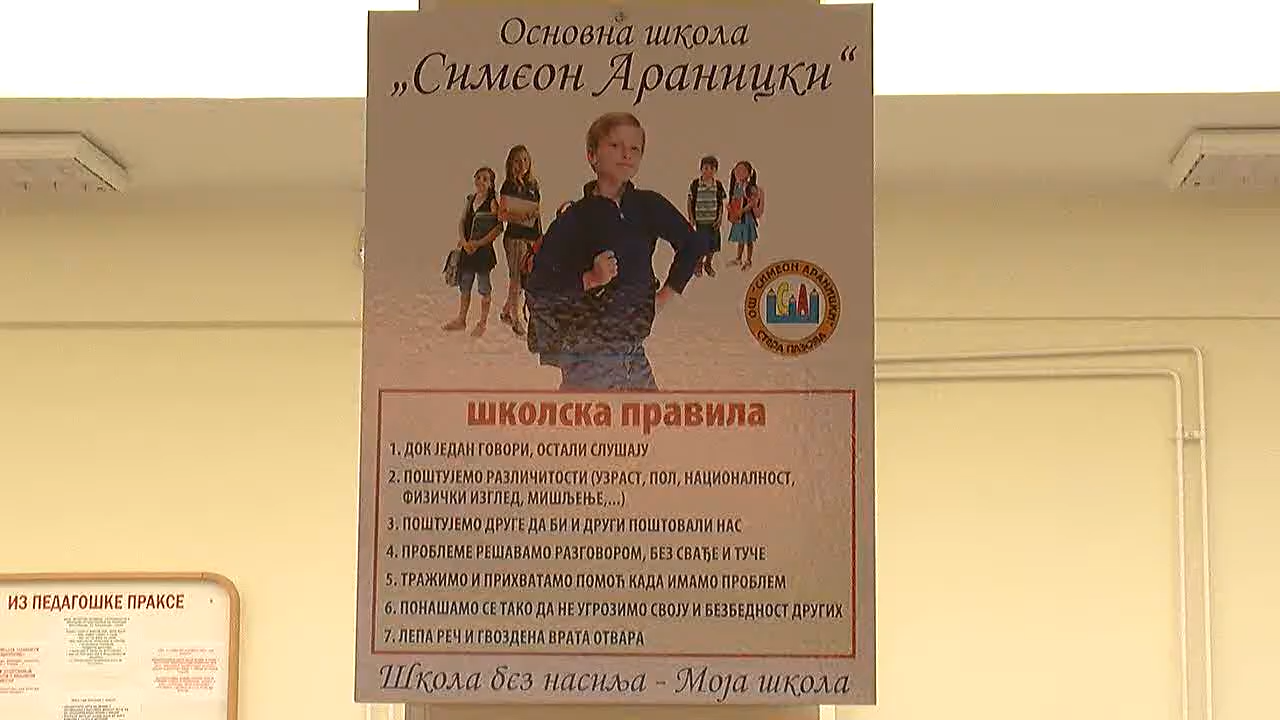 Основна школа
„Симеон Араницки“
ОШ "СИМЕОН АРАНИЦКИ"
СТАРА ПАЗОВА
школска правила
1. ДОК ЈЕДАН ГОВОРИ, ОСТАЛИ СЛУШАЈУ
2. ПОШТУЈЕМО РАЗЛИЧИТОСТИ (УЗРАСТ, ПОЛ, НАЦИОНАЛНОСТ,
ФИЗИЧКИ ИЗГЛЕД, МИШЉЕЊЕ,...)
3. ПОШТУЈЕМО ДРУГЕ ДА БИ И ДРУГИ ПОШТОВАЛИ НАС
4. ПРОБЛЕМЕ РЕШАВАМО РАЗГОВОРОМ, БЕЗ СВАЂЕ И ТУЧЕ
5. ТРАЖИМО И ПРИХВАТАМО ПОМОЋ КАДА ИМАМО ПРОБЛЕМ
6. ПОНАШАМО СЕ ТАКО ДА НЕ УГРОЗИМО СВОЈУ И БЕЗБЕДНОСТ ДРУГИХ
7. ЛЕПА РЕЧ И ГВОЗДЕНА ВРАТА ОТВАРА
Школа без насиља - Моја школа
ИЗ ПЕДАГОШКЕ ПРАКСЕ